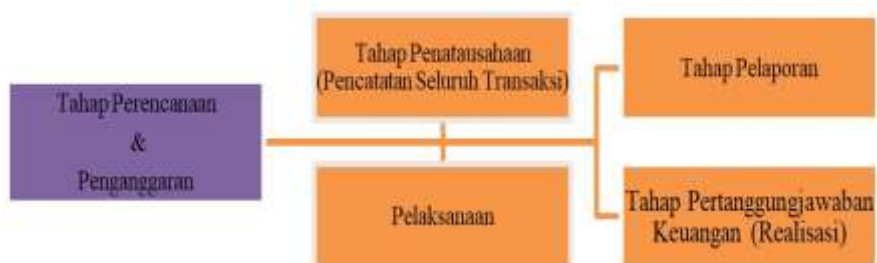 Tahap Perencanaan
&
Penganggaran
Tahap Penatausahaan
(Pencatatan Seluruh Transaksi)
Pelaksanaan
Tahap Pelaporan
Tahap Pertanggungjawaban
Keuangan (Realisasi)